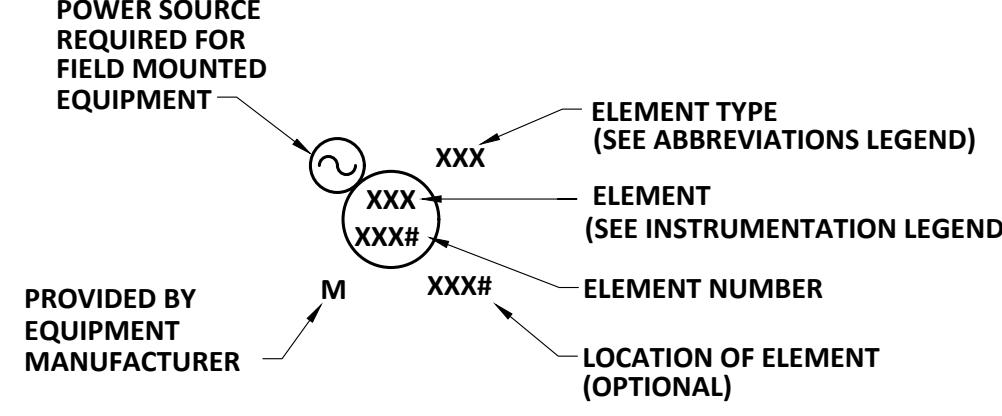 POWER SOURCE
REQUIRED FOR
FIELD MOUNTED
EQUIPMENT
ELEMENT TYPE
(SEE ABBREVIATIONS LEGEND)
XXX
XXX
ELEMENT
(SEE INSTRUMENTATION LEGEND
XXX#
M
XXX#
ELEMENT NUMBER
PROVIDED BY
EQUIPMENT
MANUFACTURER
LOCATION OF ELEMENT
(OPTIONAL)